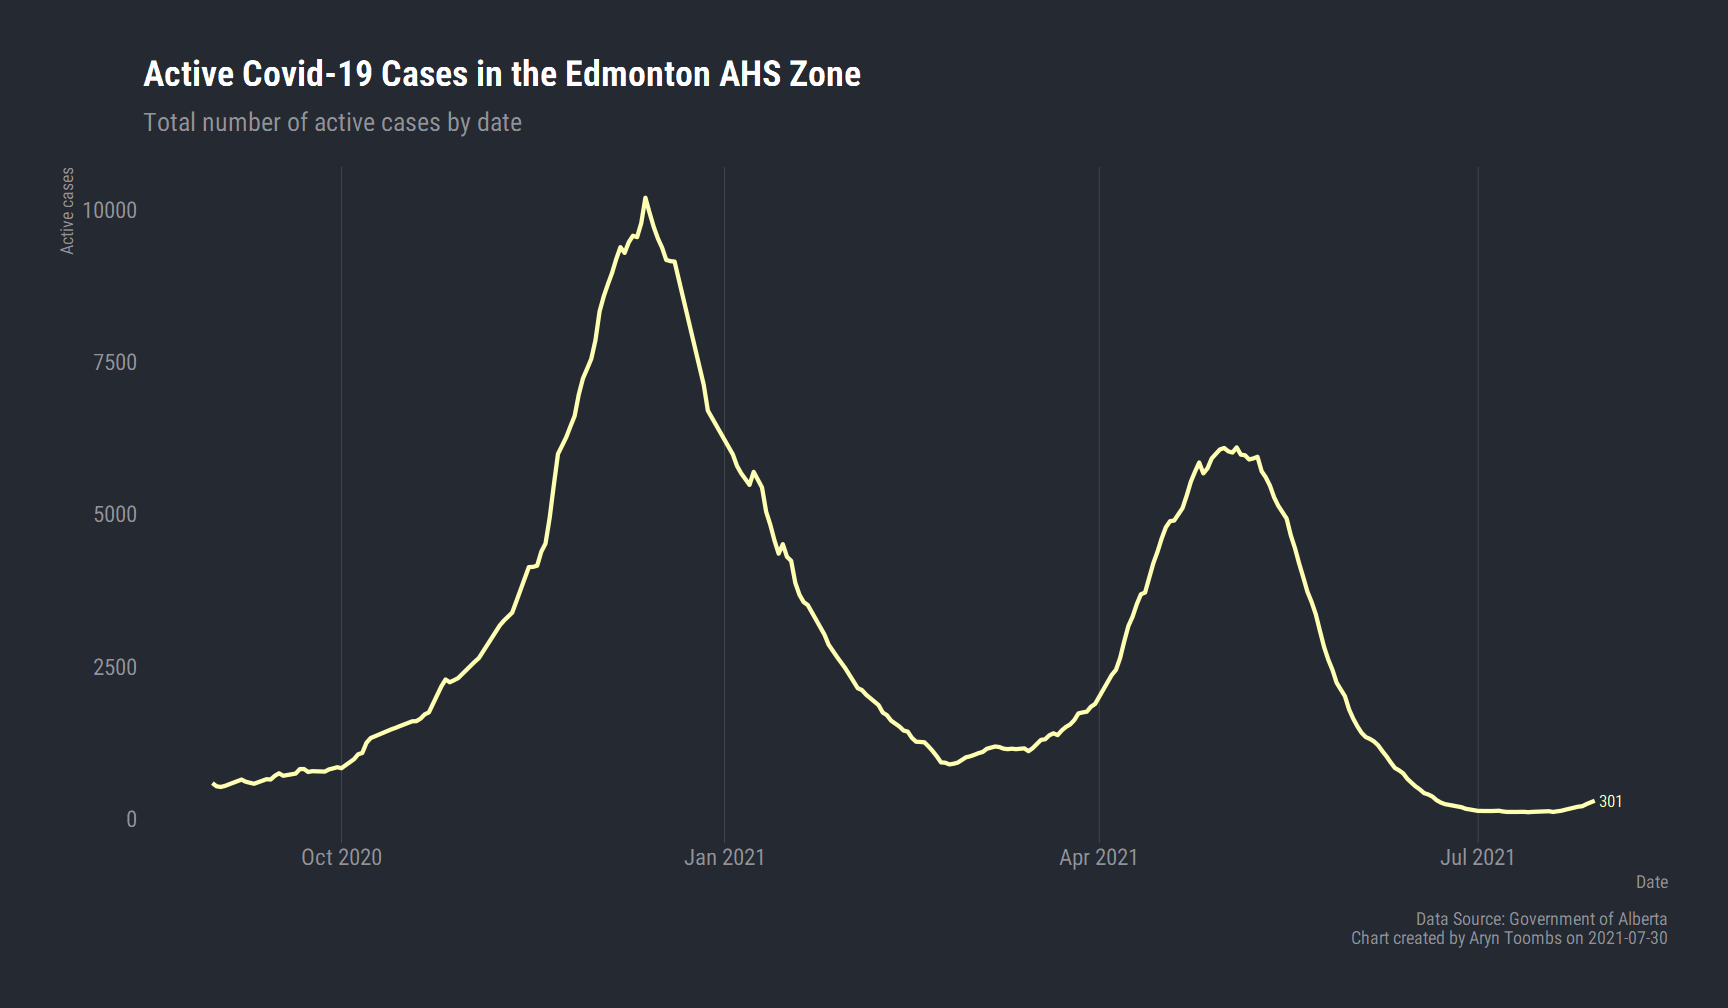 Active Covid-19 Cases in the Edmonton AHS Zone
Total number of active cases by date
Active cases
10000
7500
5000
2500
0
301
Oct 2020
Jan 2021
Apr 2021
Jul 2021
Date
Data Source: Government of Alberta
Chart created by Aryn Toombs on 2021-07-30